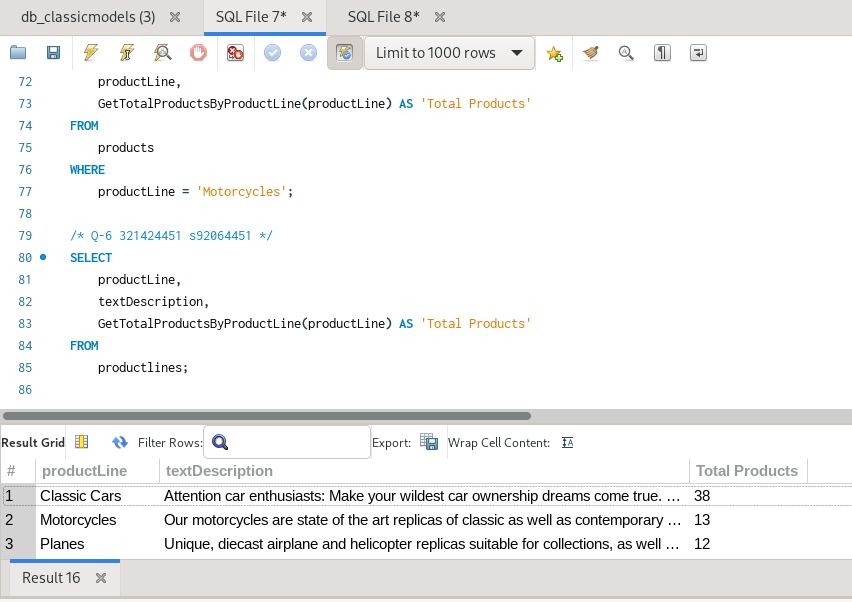 db_classicmodels (3) SQL File 7* SQL File 8*
Limit to 1000 rows
72 productLine,
73 GetTotalProductsByProductLine(productLine) AS 'Total Products'
74 FROM
75 products
76 WHERE
77 productLine = 'Motorcycles';
78
79 /* Q-6 321424451 s92064451 */
80 SELECT
81 productLine,
82 textDescription,
83 GetTotalProductsByProductLine(productLine) AS 'Total Products'
84 FROM
85 productlines;
86
Result Grid Filter Rows: Export: Wrap Cell Content: IA
# productLine textDescription Total Products
1 Classic Cars Attention car enthusiasts: Make your wildest car ownership dreams come true. … 38
2 Motorcycles Our motorcycles are state of the art replicas of classic as well as contemporary … 13
3 Planes Unique, diecast airplane and helicopter replicas suitable for collections, as well … 12
Result 16